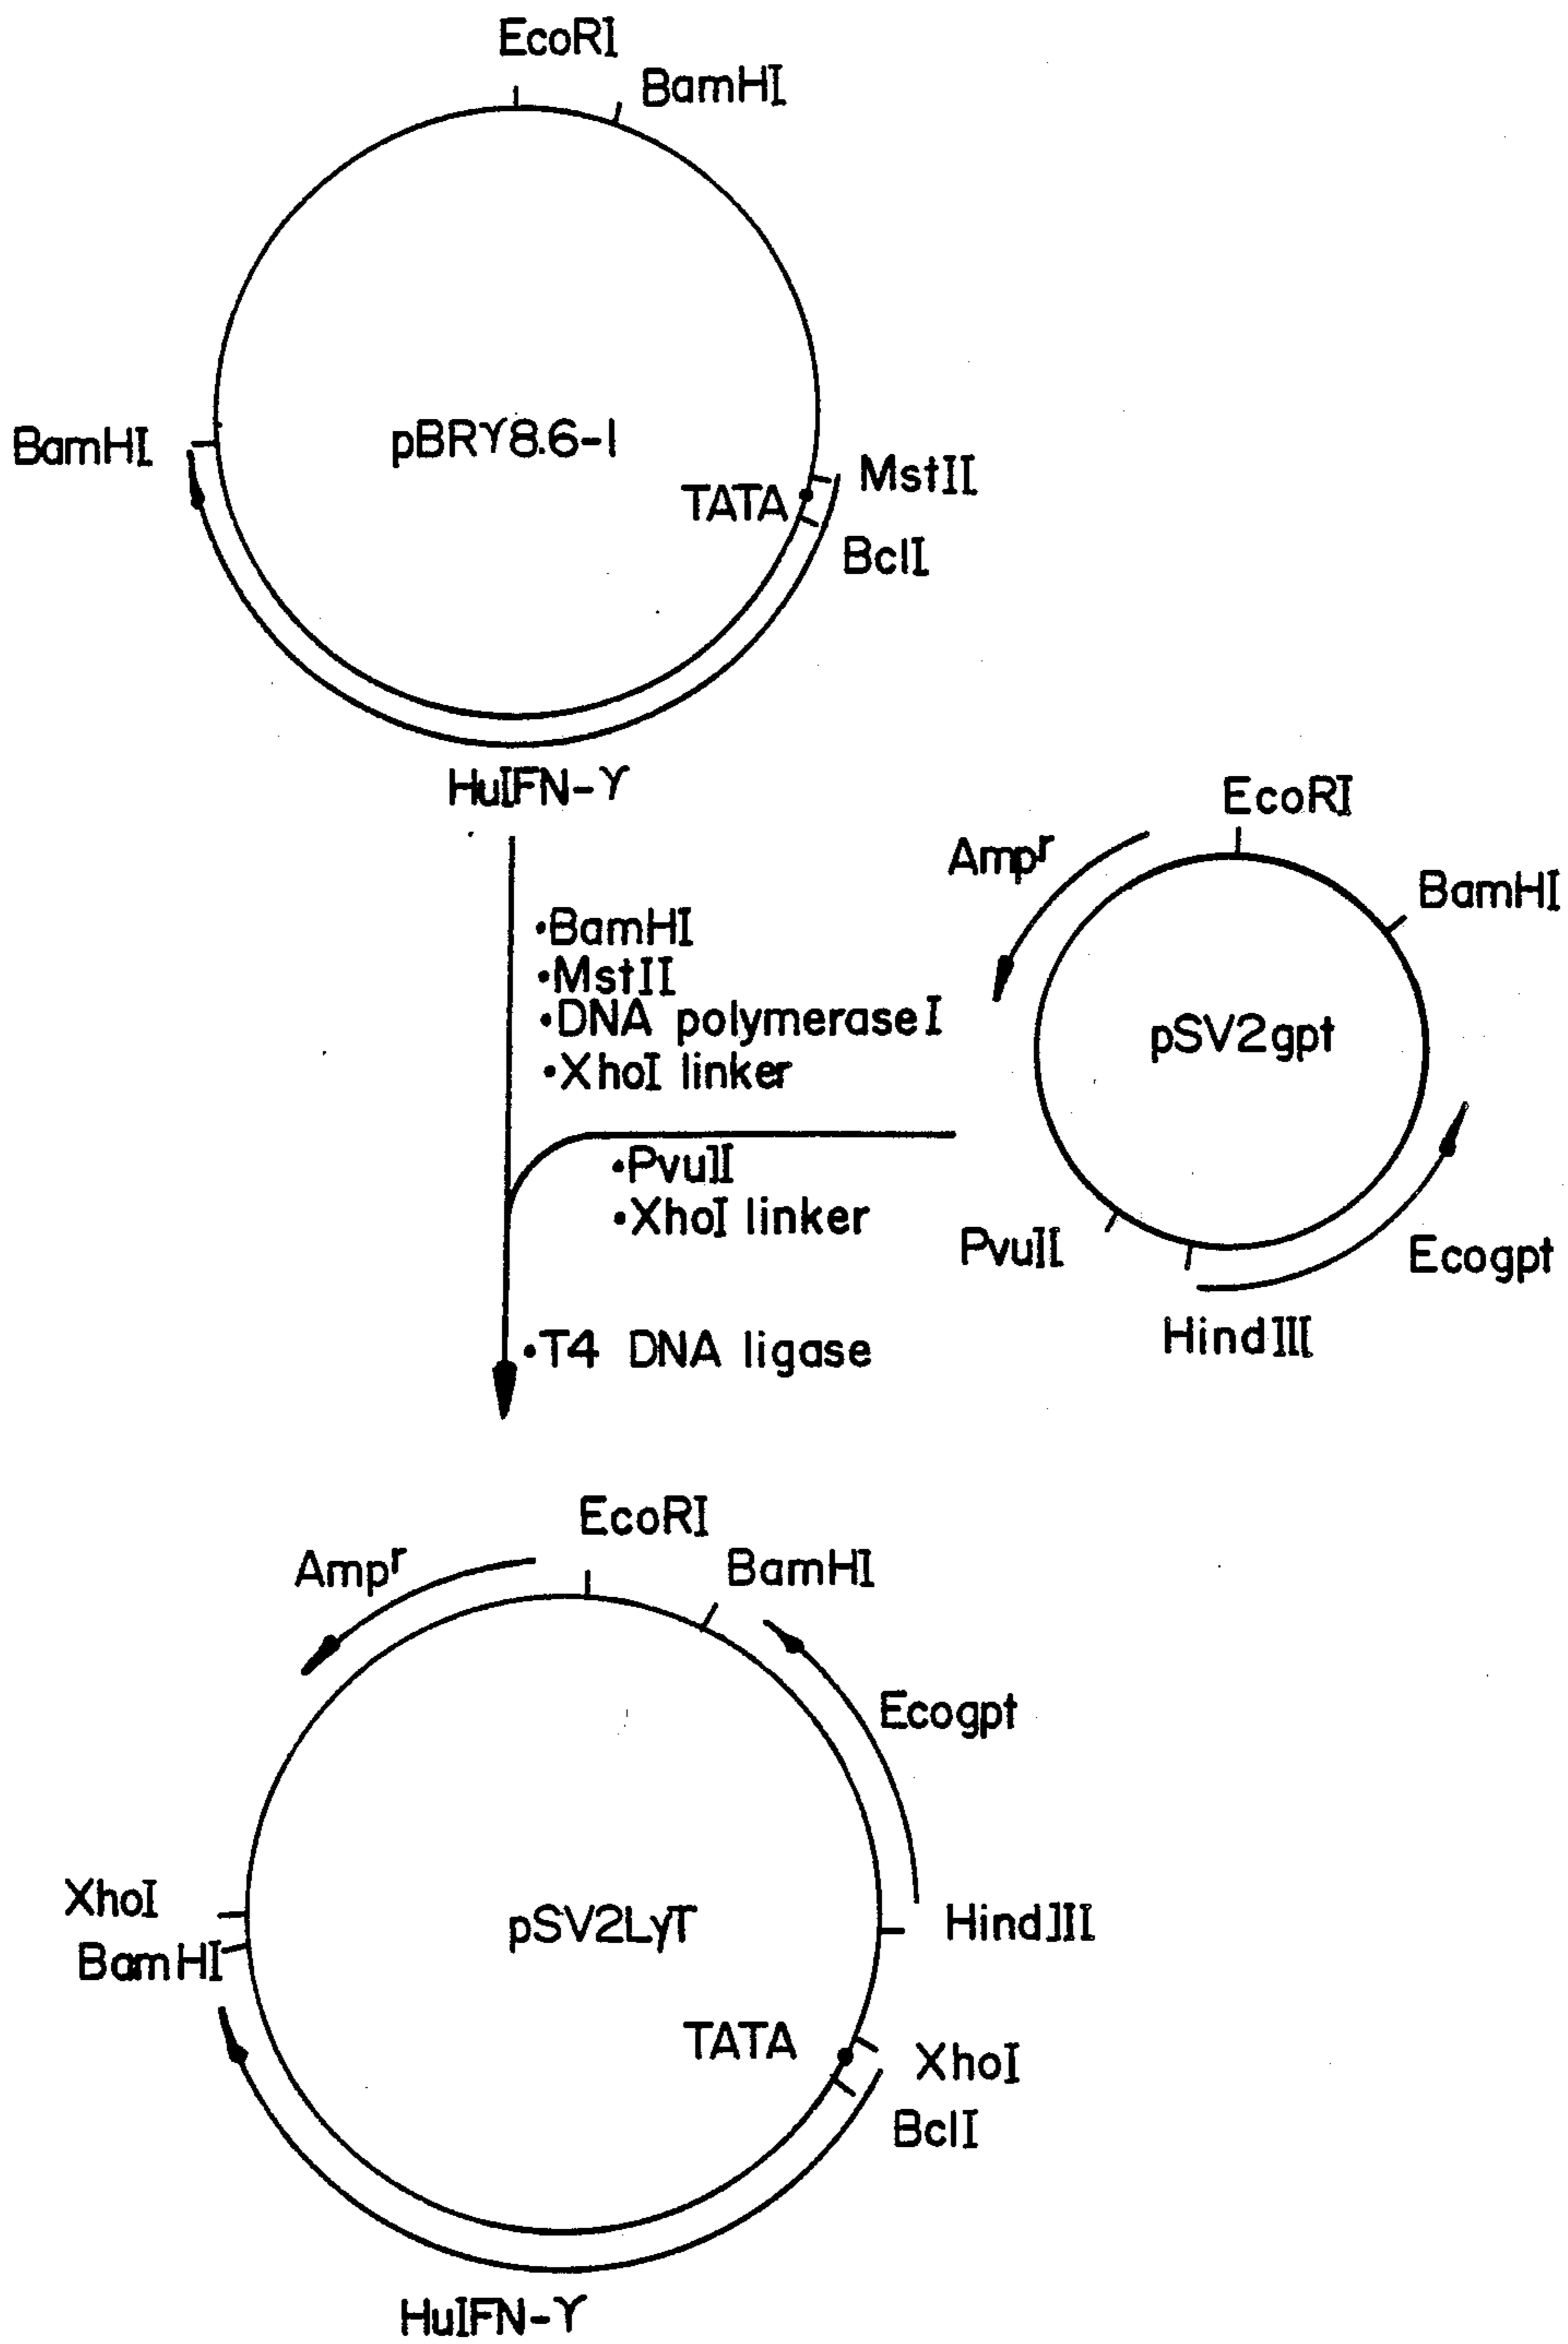 EcoRI
BamHI
BamHI
pBRγ8.6-1
MstII
TATA
BclI
HuIFN-γ
EcoRI
Ampʳ
BamHI
•BamHI
•MstII
•DNA polymerase I
•XhoI linker
pSV2gpt
•PvuII
•XhoI linker
PvuII
Ecogpt
HindIII
•T4 DNA ligase
EcoRI
Ampʳ
BamHI
Ecogpt
XhoI
BamHI
pSV2LγT
HindIII
TATA
XhoI
BclI
HuIFN-γ